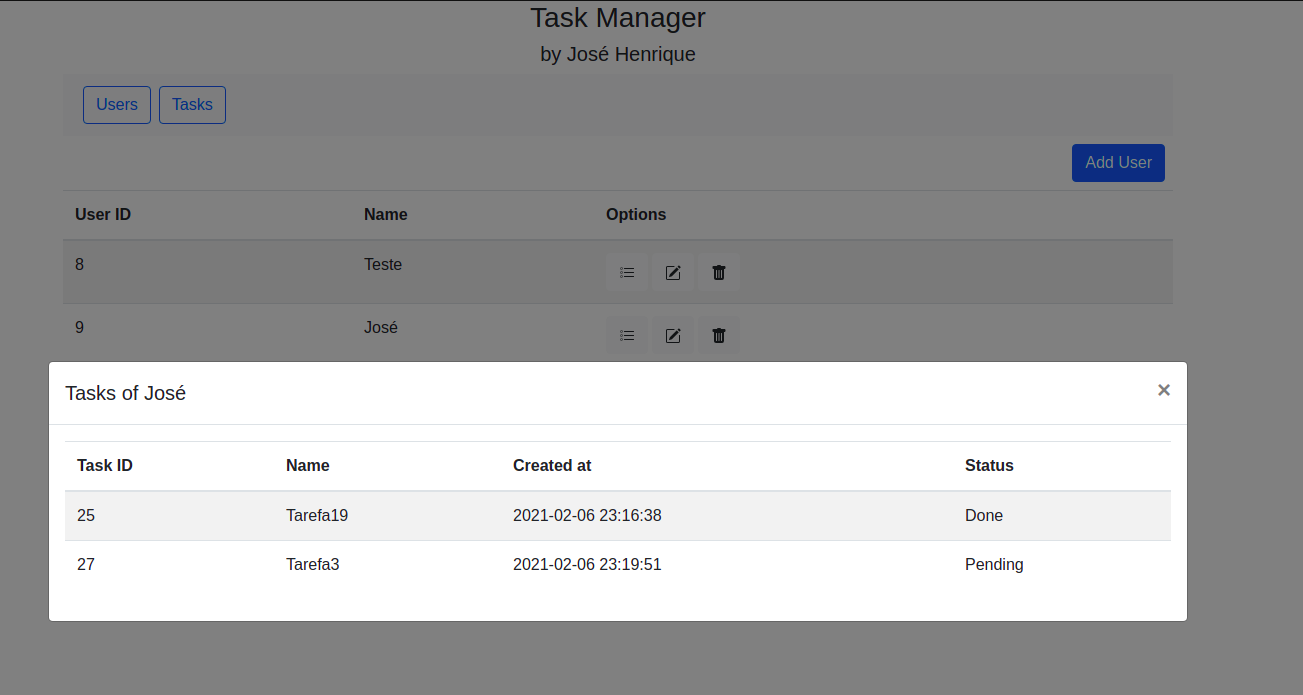 Task Manager
by José Henrique
Users Tasks
Add User
User ID Name Options
8 Teste
9 José
Tasks of José ×
Task ID Name Created at Status
25 Tarefa19 2021-02-06 23:16:38 Done
27 Tarefa3 2021-02-06 23:19:51 Pending